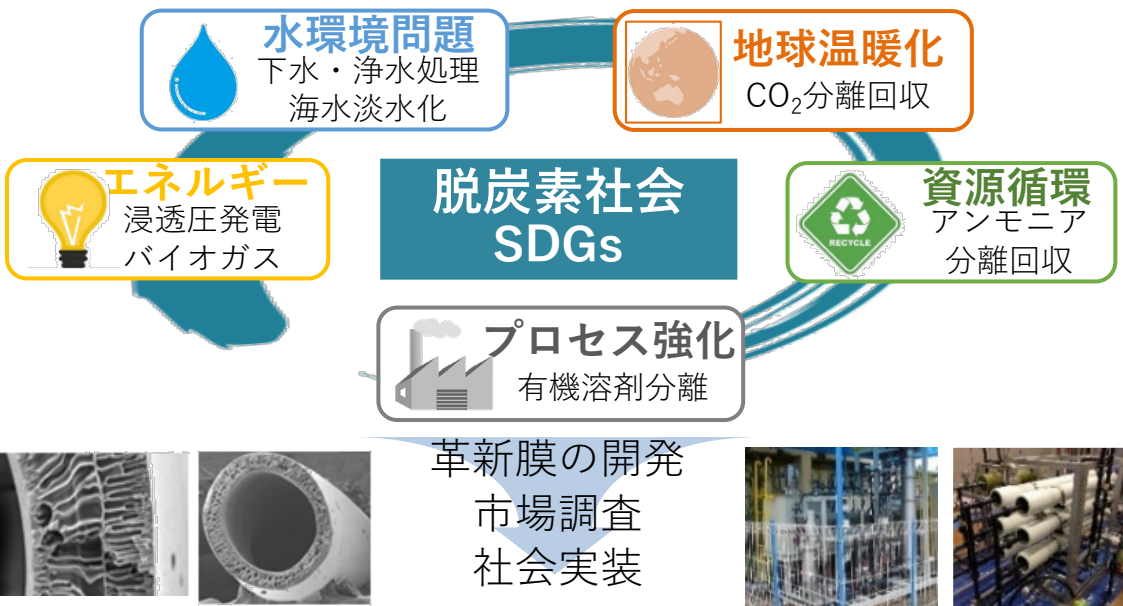 水環境問題
下水・浄水処理
海水淡水化
地球温暖化
CO₂分離回収
エネルギー
浸透圧発電
バイオガス
脱炭素社会
SDGs
資源循環
アンモニア
分離回収
RECYCLE
プロセス強化
有機溶剤分離
革新膜の開発
市場調査
社会実装